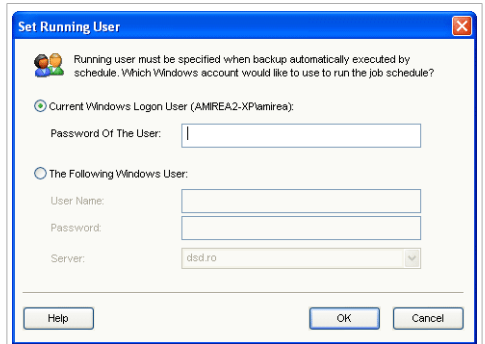 Set Running User
Running user must be specified when backup automatically executed by
schedule. Which Windows account would like to use to run the job schedule?
Current Windows Logon User (AMIREA2-XP\amirea):
Password Of The User:
The Following Windows User:
User Name:
Password:
Server:
dsd.ro
Help
OK
Cancel